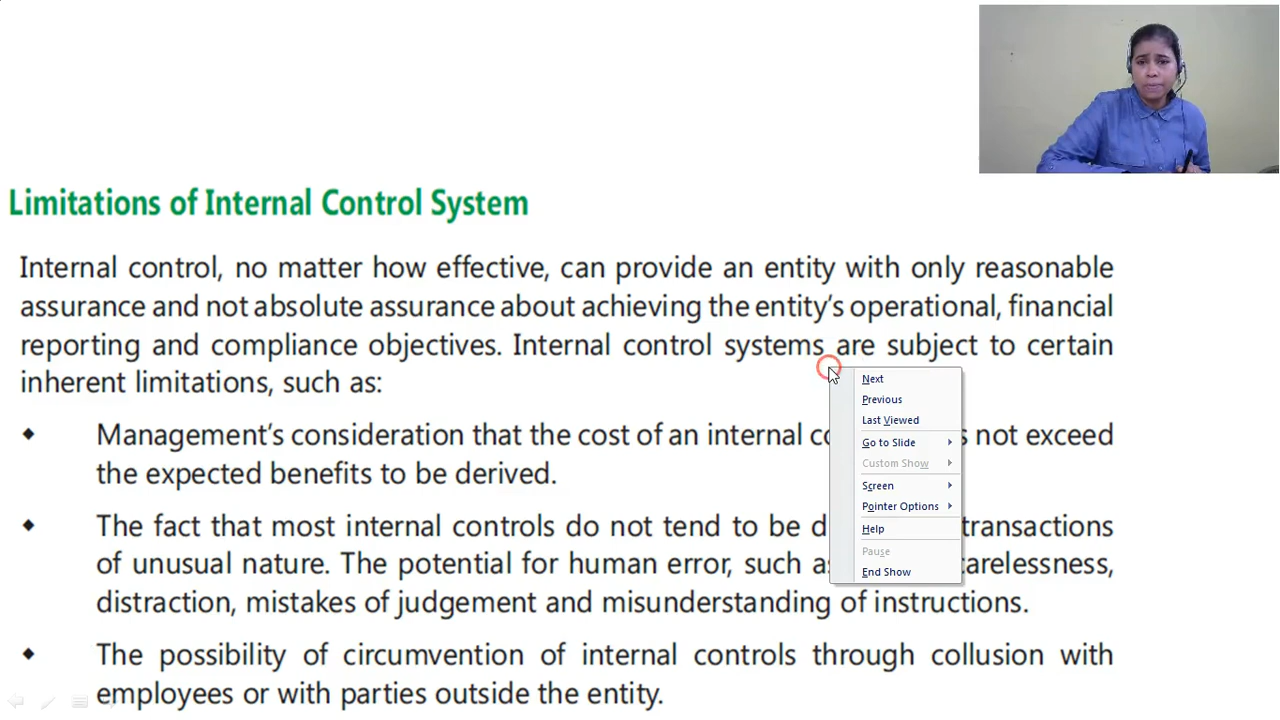 Limitations of Internal Control System
Internal control, no matter how effective, can provide an entity with only reasonable
assurance and not absolute assurance about achieving the entity's operational, financial
reporting and compliance objectives. Internal control systems are subject to certain
inherent limitations, such as:
Next
Previous
Last Viewed
Go to Slide
Custom Show
Screen
Pointer Options
Help
Pause
End Show
Management's consideration that the cost of an internal not exceed
the expected benefits to be derived.
The fact that most internal controls do not tend to be transactions
of unusual nature. The potential for human error, such carelessness,
distraction, mistakes of judgement and misunderstanding of instructions.
The possibility of circumvention of internal controls through collusion with
employees or with parties outside the entity.